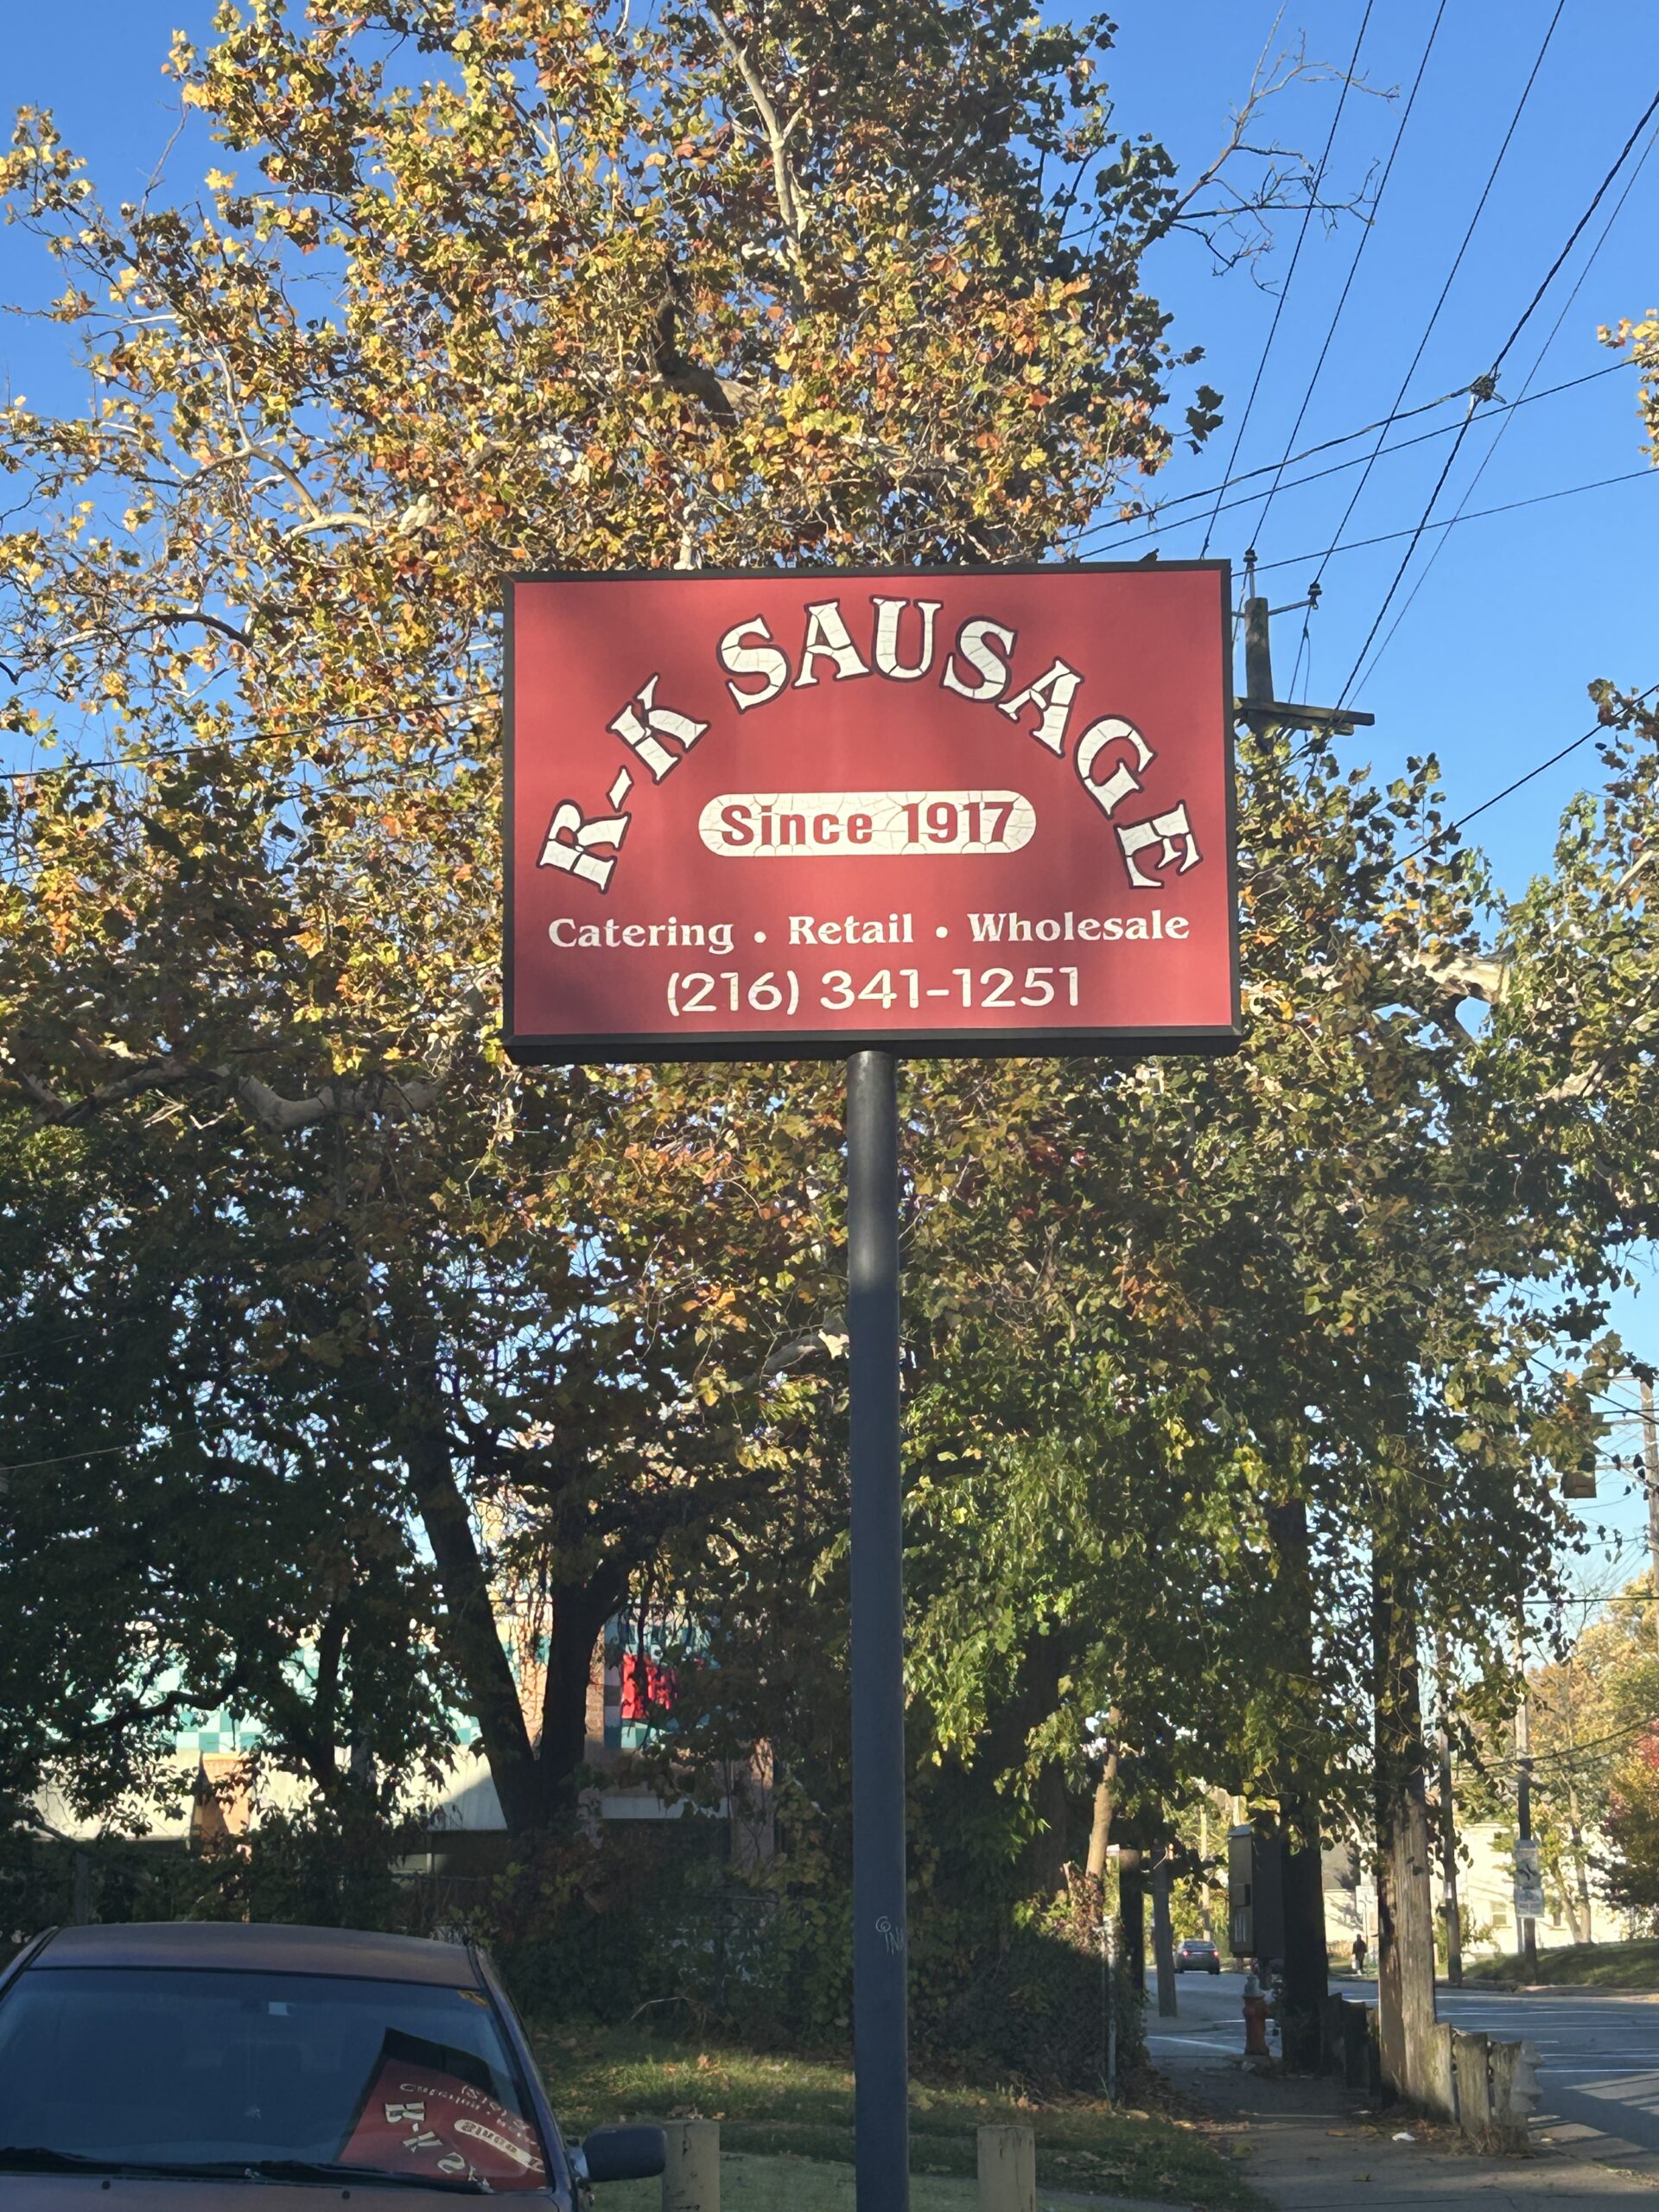 R-K SAUSAGE
Since 1917
Catering • Retail • Wholesale
(216) 341-1251